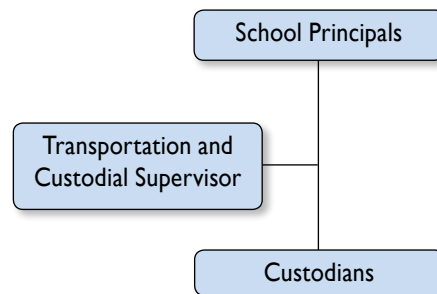 School Principals
Transportation and
Custodial Supervisor
Custodians